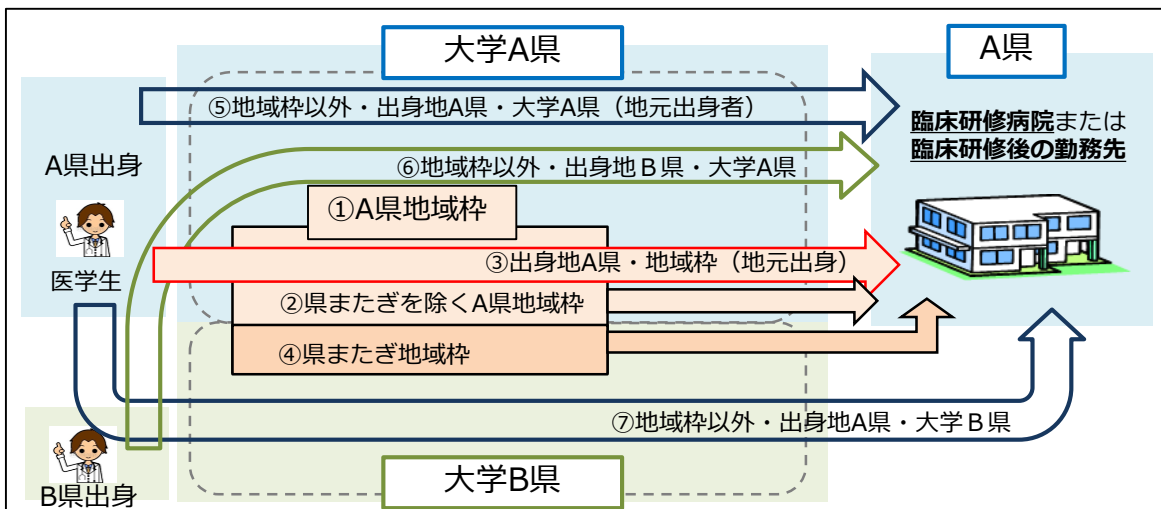 大学A県
A県
⑤地域枠以外・出身地A県・大学A県（地元出身者）
臨床研修病院または
臨床研修後の勤務先
A県出身
⑥地域枠以外・出身地Ｂ県・大学A県
①A県地域枠
医学生
③出身地A県・地域枠（地元出身）
②県またぎを除くA県地域枠
④県またぎ地域枠
⑦地域枠以外・出身地A県・大学Ｂ県
B県出身
大学B県